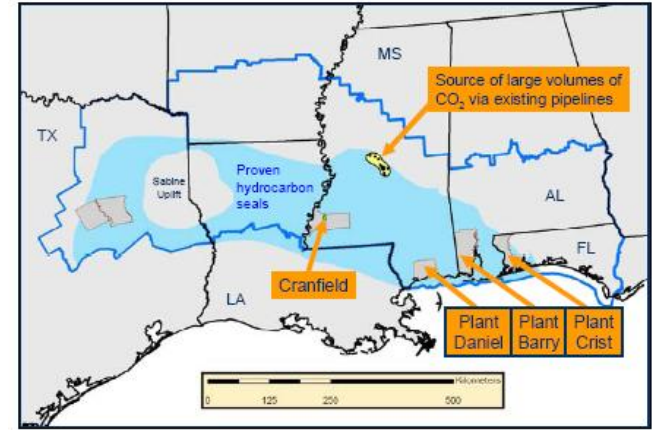 MS
Source of large volumes of
CO₂ via existing pipelines
TX
Sabine
Uplift
Proven
hydrocarbon
seals
AL
FL
Cranfield
LA
Plant
Daniel
Plant
Barry
Plant
Crist
Kilometers
0 125 250 500